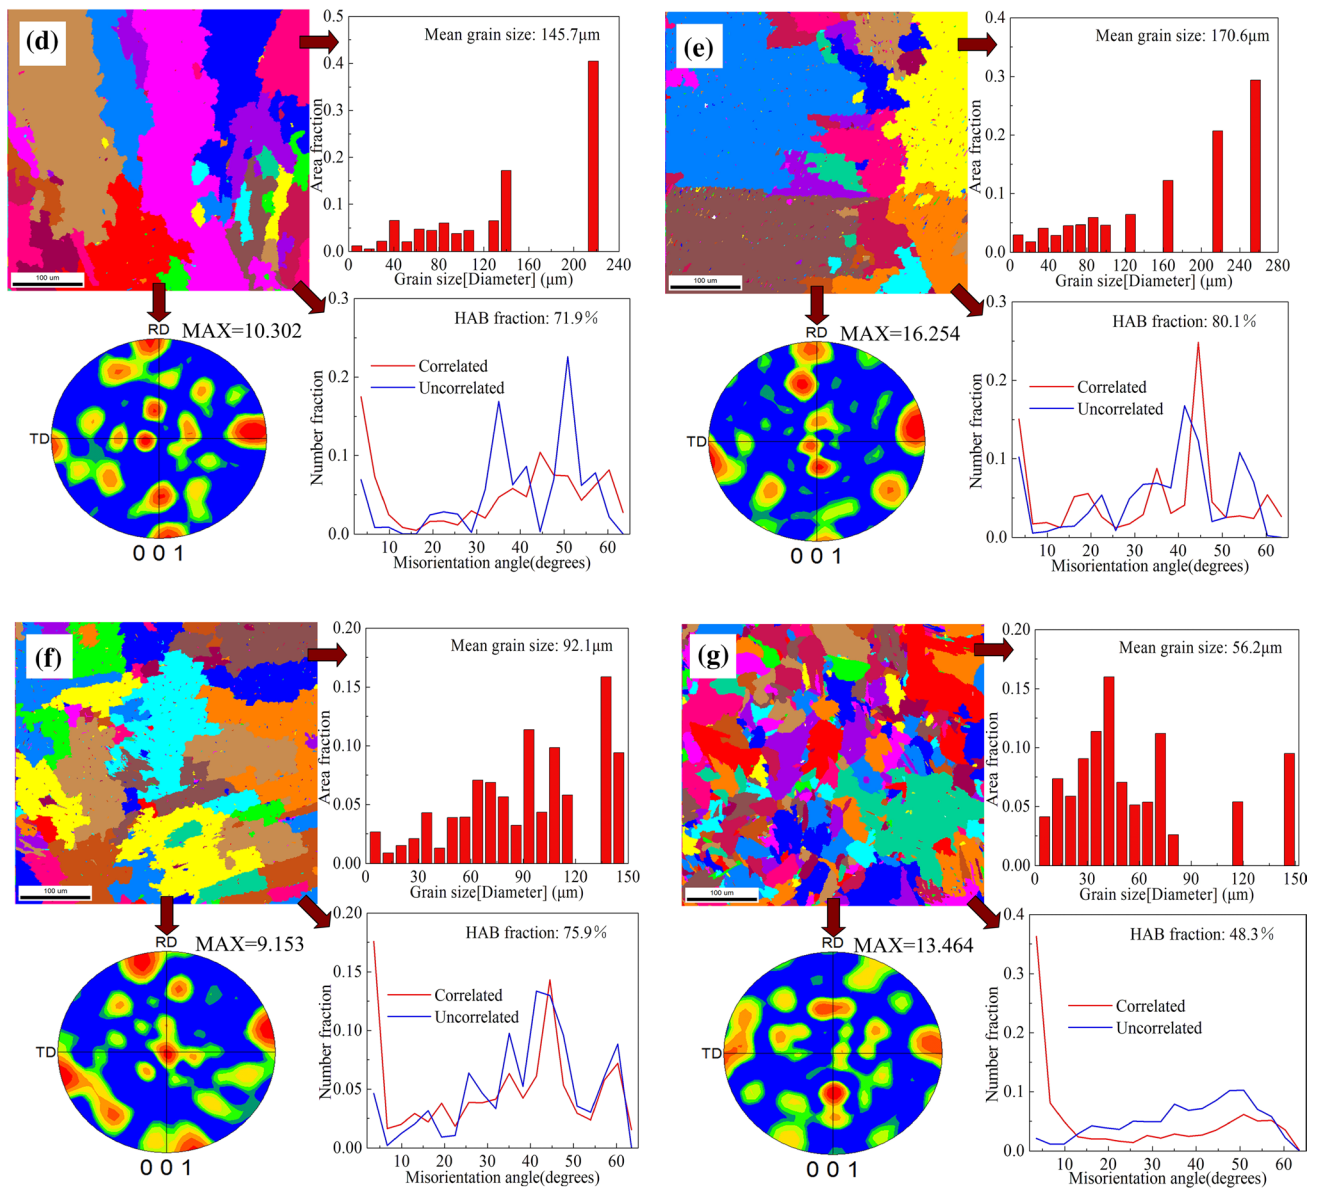 (d)
100 um
0.5
0.4
0.3
0.2
0.1
0.0
Area fraction
Mean grain size: 145.7μm
0 40 80 120 160 200 240
Grain size[Diameter] (μm)
RD MAX=10.302
TD
0 0 1
0.3
0.2
0.1
0.0
Number fraction
HAB fraction: 71.9%
Correlated
Uncorrelated
10 20 30 40 50 60
Misorientation angle(degrees)
(e)
100 um
0.4
0.3
0.2
0.1
0.0
Area fraction
Mean grain size: 170.6μm
0 40 80 120 160 200 240 280
Grain size[Diameter] (μm)
RD MAX=16.254
TD
0 0 1
0.3
0.2
0.1
0.0
Number fraction
HAB fraction: 80.1%
Correlated
Uncorrelated
10 20 30 40 50 60
Misorientation angle(degrees)
(f)
100 um
0.20
0.15
0.10
0.05
0.00
Area fraction
Mean grain size: 92.1μm
0 30 60 90 120 150
Grain size[Diameter] (μm)
RD MAX=9.153
TD
0 0 1
0.20
0.15
0.10
0.05
0.00
Number fraction
HAB fraction: 75.9%
Correlated
Uncorrelated
10 20 30 40 50 60
Misorientation angle(degrees)
(g)
100 um
0.20
0.15
0.10
0.05
0.00
Area fraction
Mean grain size: 56.2μm
0 30 60 90 120 150
Grain size[Diameter] (μm)
RD MAX=13.464
TD
0 0 1
0.4
0.3
0.2
0.1
0.0
Number fraction
HAB fraction: 48.3%
Correlated
Uncorrelated
10 20 30 40 50 60
Misorientation angle(degrees)